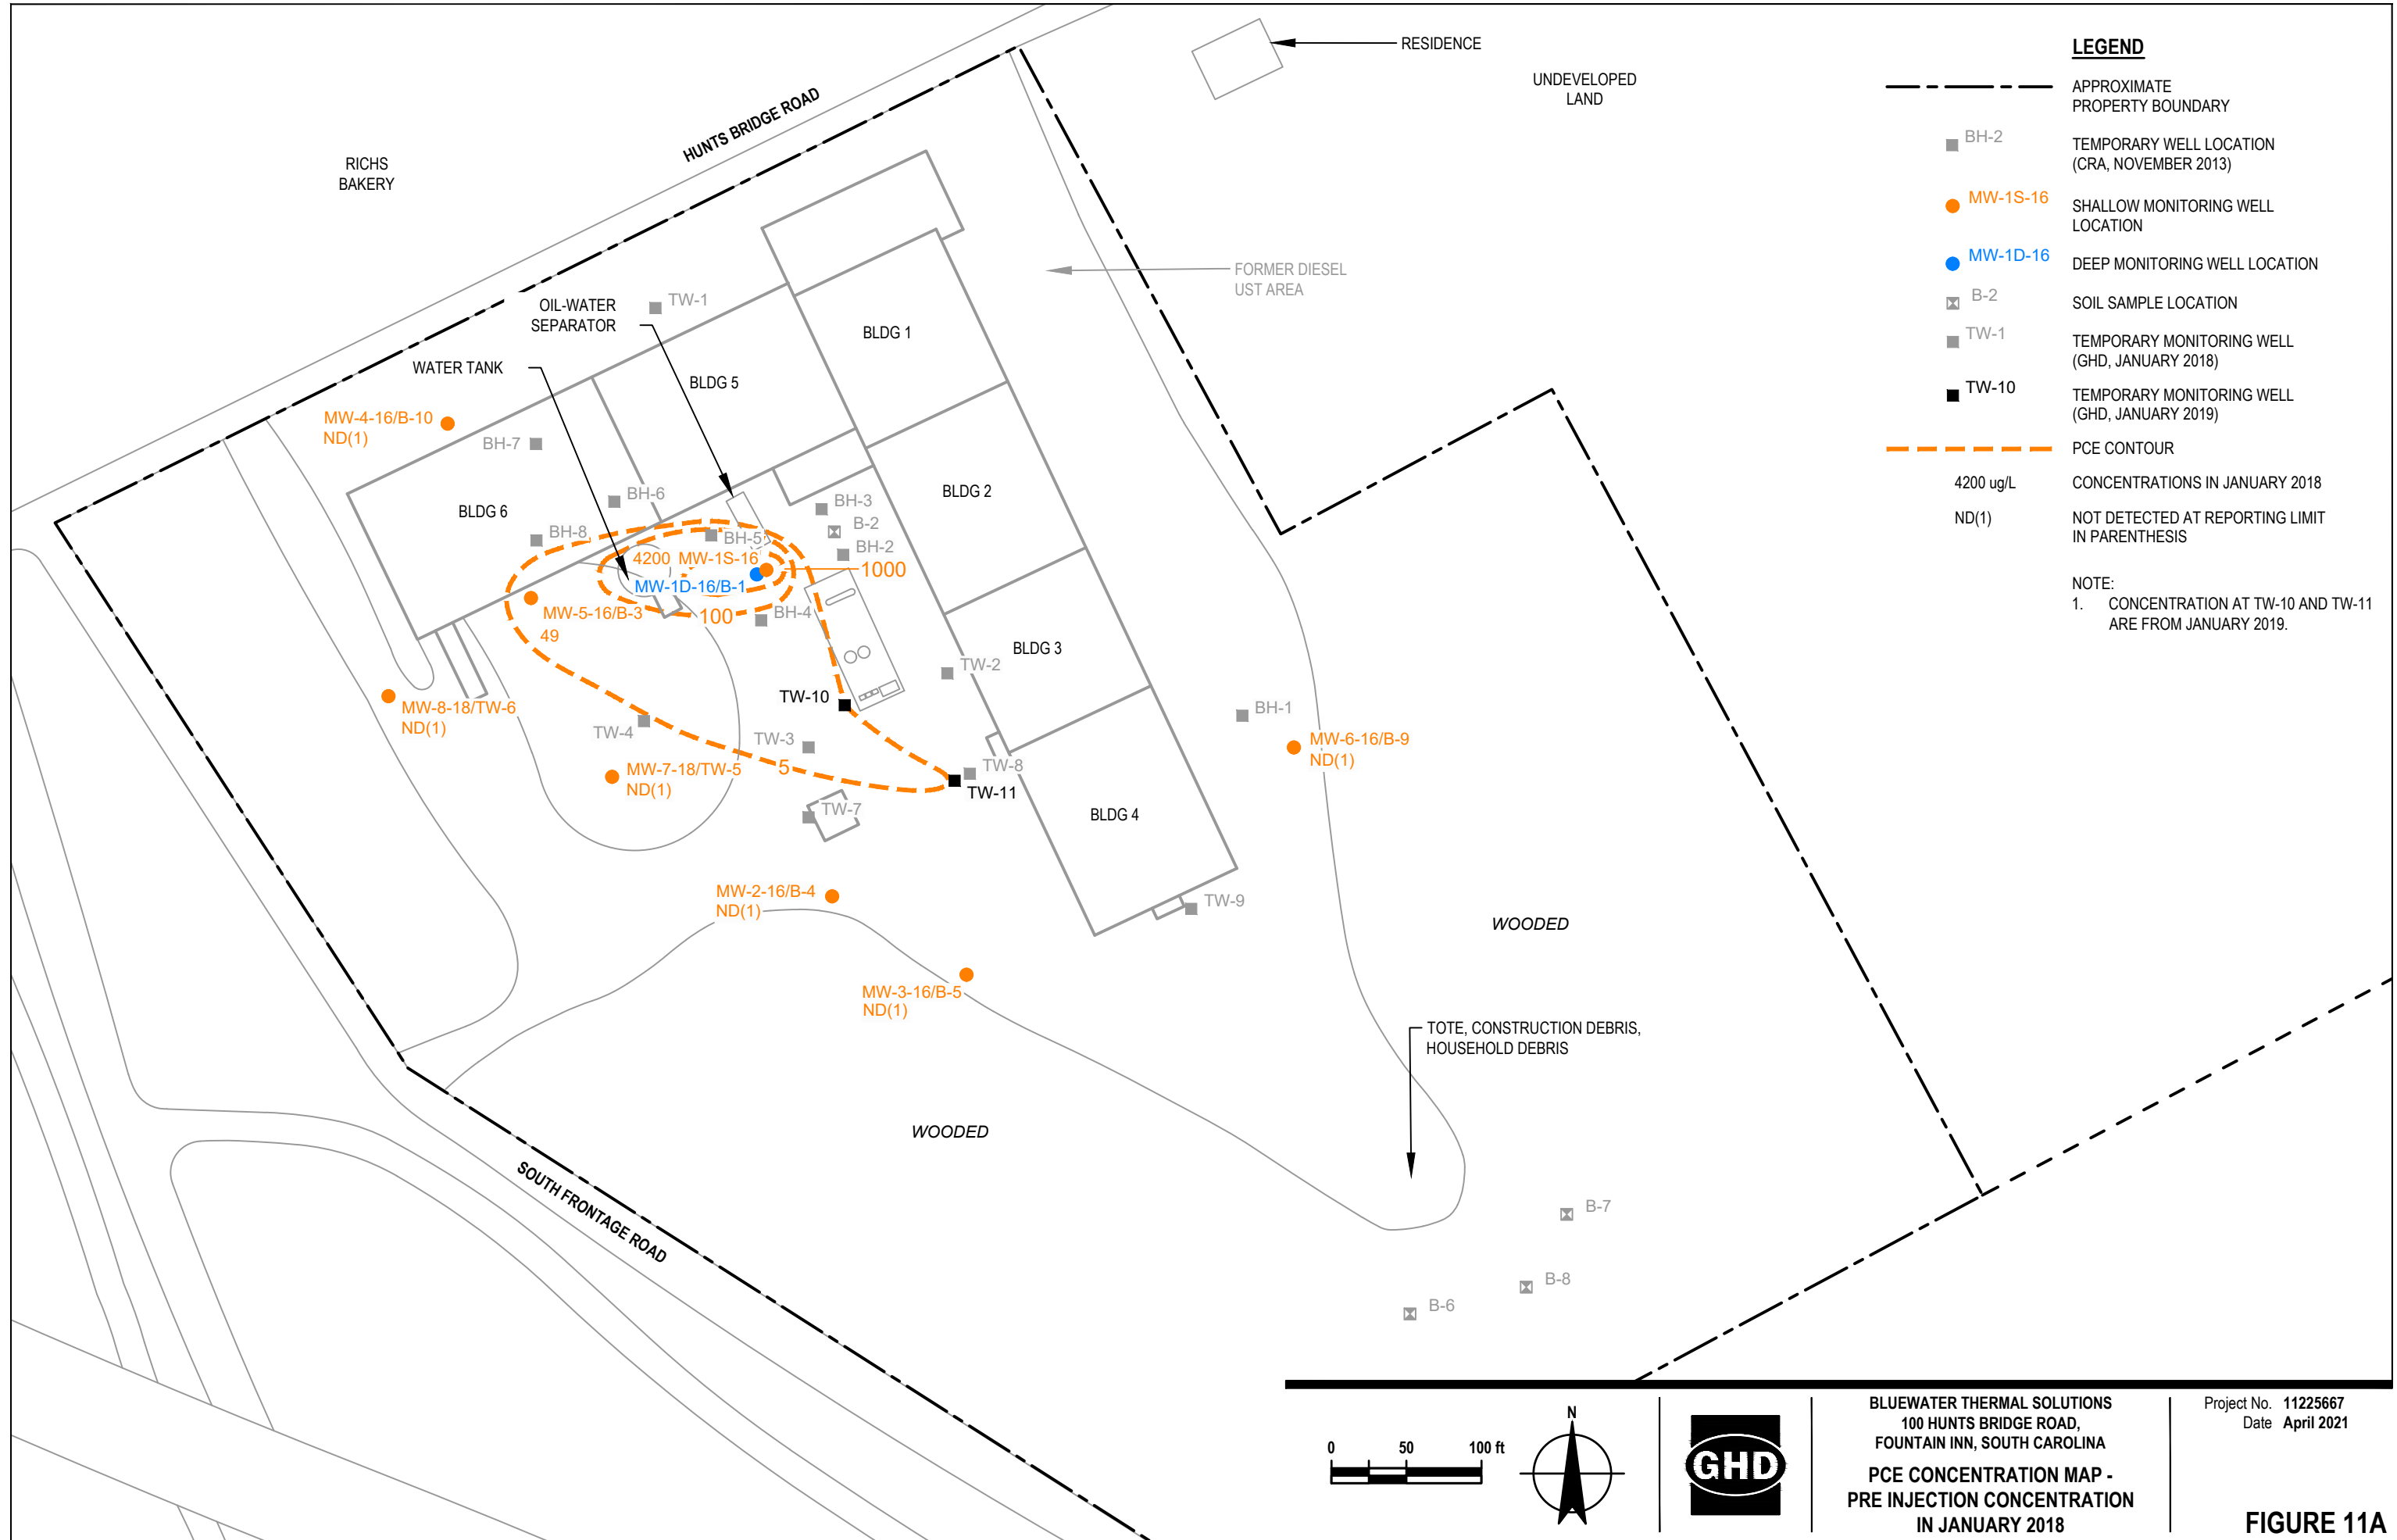 RESIDENCE
UNDEVELOPED
LAND
HUNTS BRIDGE ROAD
RICHS
BAKERY
FORMER DIESEL
UST AREA
TW-1
OIL-WATER
SEPARATOR
WATER TANK
BLDG 1
BLDG 5
MW-4-16/B-10
ND(1)
BH-7
BLDG 6
BH-6
BH-3
BLDG 2
B-2
BH-8
BH-5
BH-2
4200 MW-1S-16
1000
MW-1D-16/B-1
MW-5-16/B-3
49
100
BH-4
BLDG 3
TW-2
TW-10
MW-8-18/TW-6
ND(1)
BH-1
TW-4
TW-3
MW-6-16/B-9
ND(1)
MW-7-18/TW-5
ND(1)
5
TW-8
TW-11
TW-7
BLDG 4
MW-2-16/B-4
ND(1)
TW-9
WOODED
MW-3-16/B-5
ND(1)
TOTE, CONSTRUCTION DEBRIS,
HOUSEHOLD DEBRIS
WOODED
SOUTH FRONTAGE ROAD
B-7
B-8
B-6
LEGEND
APPROXIMATE
PROPERTY BOUNDARY
BH-2
TEMPORARY WELL LOCATION
(CRA, NOVEMBER 2013)
MW-1S-16
SHALLOW MONITORING WELL
LOCATION
MW-1D-16
DEEP MONITORING WELL LOCATION
B-2
SOIL SAMPLE LOCATION
TW-1
TEMPORARY MONITORING WELL
(GHD, JANUARY 2018)
TW-10
TEMPORARY MONITORING WELL
(GHD, JANUARY 2019)
PCE CONTOUR
4200 ug/L
CONCENTRATIONS IN JANUARY 2018
ND(1)
NOT DETECTED AT REPORTING LIMIT
IN PARENTHESIS
NOTE:
1. CONCENTRATION AT TW-10 AND TW-11
ARE FROM JANUARY 2019.
0 50 100 ft
N
GHD
BLUEWATER THERMAL SOLUTIONS
100 HUNTS BRIDGE ROAD,
FOUNTAIN INN, SOUTH CAROLINA
PCE CONCENTRATION MAP -
PRE INJECTION CONCENTRATION
IN JANUARY 2018
Project No. 11225667
Date April 2021
FIGURE 11A